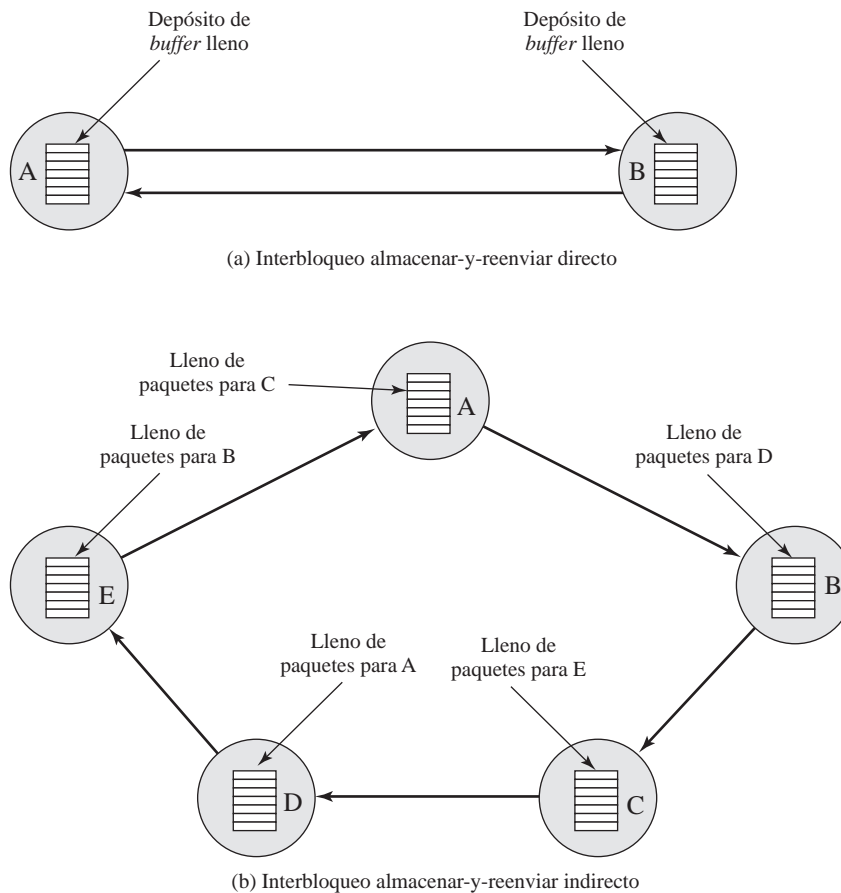 Depósito de
buffer lleno
Depósito de
buffer lleno
A
B
(a) Interbloqueo almacenar-y-reenviar directo
Lleno de
paquetes para C
A
Lleno de
paquetes para B
Lleno de
paquetes para D
E
B
Lleno de
paquetes para A
Lleno de
paquetes para E
D
C
(b) Interbloqueo almacenar-y-reenviar indirecto